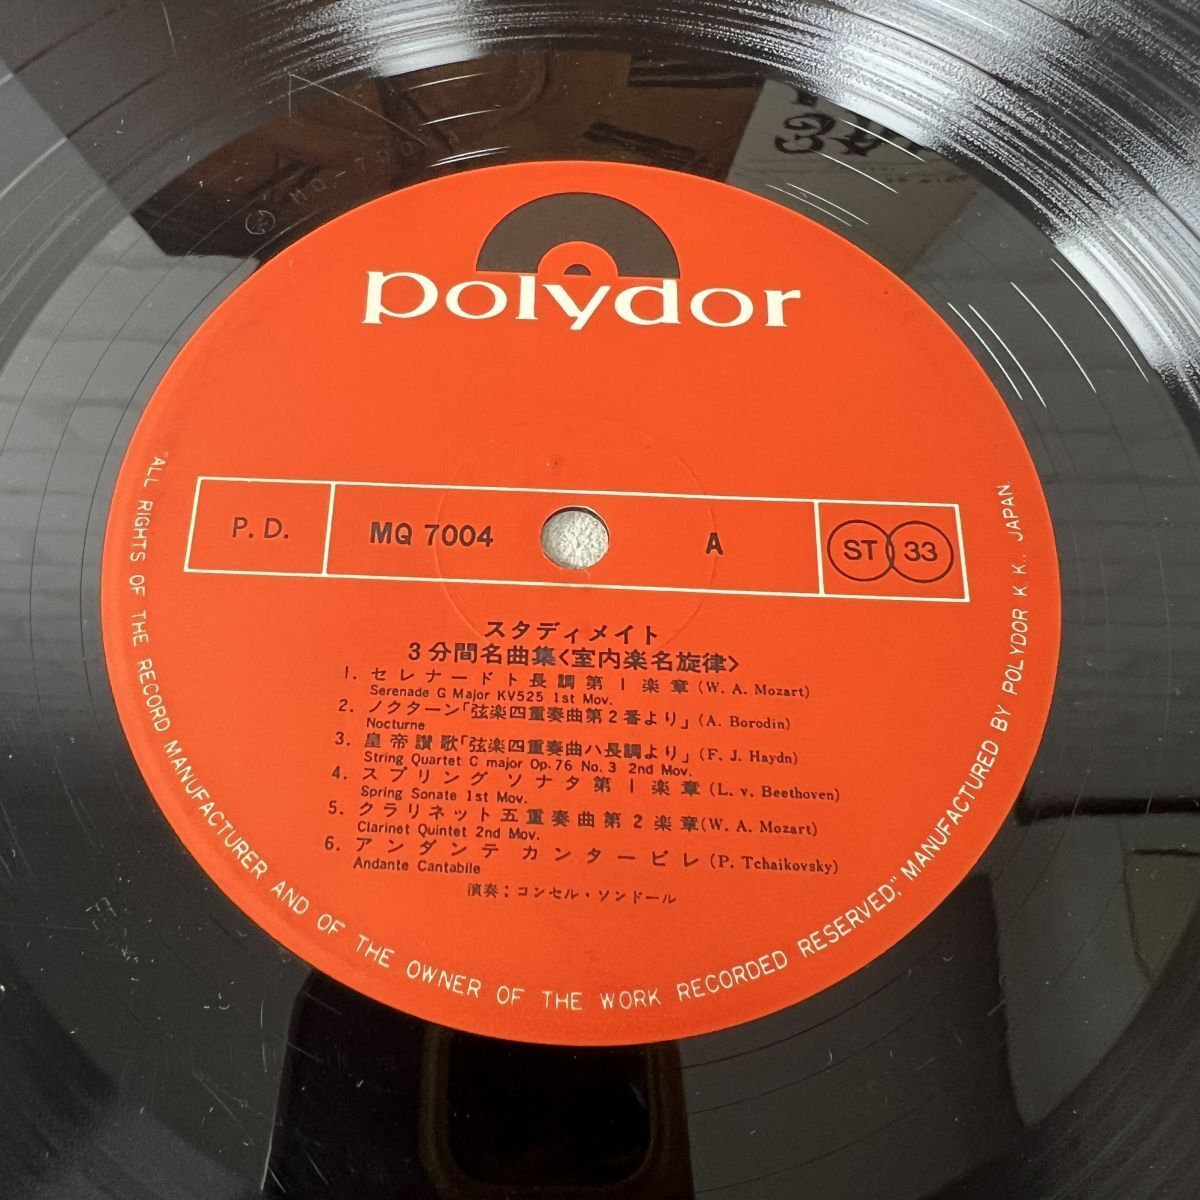 polydor
P. D.
MQ 7004
A
ST 33
スタディメイト
3分間名曲集<室内楽名旋律>
1. セレナードト長調第1楽章(W. A. Mozart)
Serenade G Major KV525 1st Mov.
2. ノクターン「弦楽四重奏曲第2番より」(A. Borodin)
Nocturne
3. 皇帝讃歌「弦楽四重奏曲ハ長調より」(F. J. Haydn)
String Quartet C major Op.76 No.3 2nd Mov.
4. スプリングソナタ第1楽章(L. v. Beethoven)
Spring Sonate 1st Mov.
5. クラリネット五重奏曲第2楽章(W. A. Mozart)
Clarinet Quintet 2nd Mov.
6. アンダンテカンタービレ(P. Tchaikovsky)
Andante Cantabile
演奏:コンセル・ソンドール
"ALL RIGHTS OF THE RECORD MANUFACTURER AND OF THE OWNER OF THE WORK RECORDED RESERVED," MANUFACTURED BY POLYDOR K.K., JAPAN